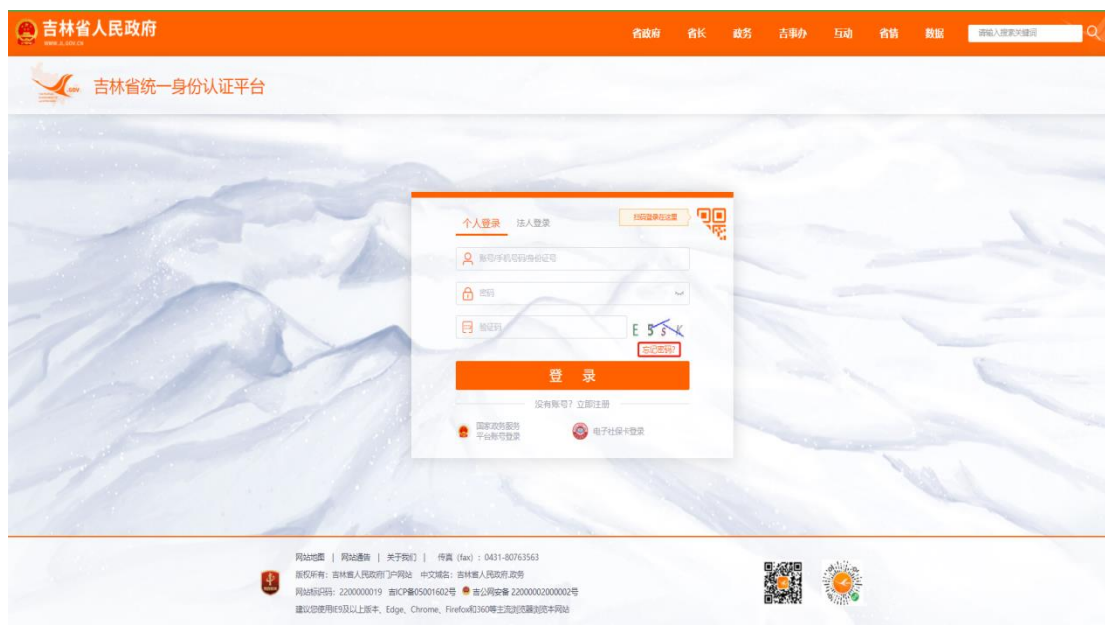 吉林省人民政府
www.jl.gov.cn
省政府 省长 政务 吉事办 互动 省情 数据 请输入搜索关键词
.GOV 吉林省统一身份认证平台
个人登录 法人登录 扫码登录在这里
账号/手机号码/身份证号
密码
验证码 E 5 s K
忘记密码?
登 录
没有账号? 立即注册
国家政务服务
平台账号登录
电子社保卡登录
网站地图 | 网站通告 | 关于我们 | 传真 (fax) : 0431-80763563
版权所有: 吉林省人民政府门户网站 中文域名: 吉林省人民政府.政务
网站标识码: 2200000019 吉ICP备05001602号 吉公网安备 22000002000002号
建议您使用IE9及以上版本、Edge、Chrome、Firefox和360等主流浏览器浏览本网站